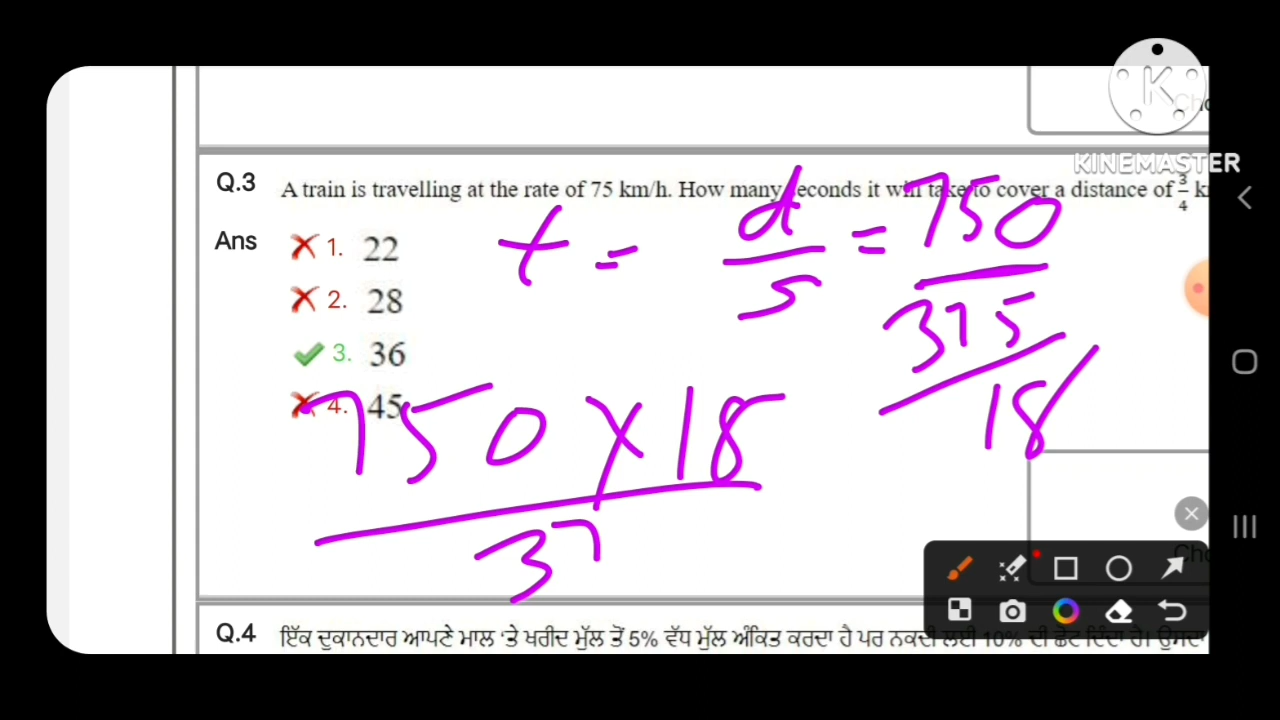 K
KINEMASTER
Q.3 A train is travelling at the rate of 75 km/h. How many seconds it will take to cover a distance of 3/4
Ans 1. 22
2. 28
3. 36
4. 45
t = d/s = 750
375/18
750 X 18
37
Q.4 ਇੱਕ ਦੁਕਾਨਦਾਰ ਆਪਣੇ ਮਾਲ 'ਤੇ ਖਰੀਦ ਮੁੱਲ ਤੋਂ 5% ਵੱਧ ਮੁੱਲ ਅੰਕਿਤ ਕਰਦਾ ਹੈ ਪਰ ਨਕਦੀ ਲਈ 10% ਦੀ ਛੋਟ ਦਿੰਦਾ ਹੈ। ਉਸਦਾ